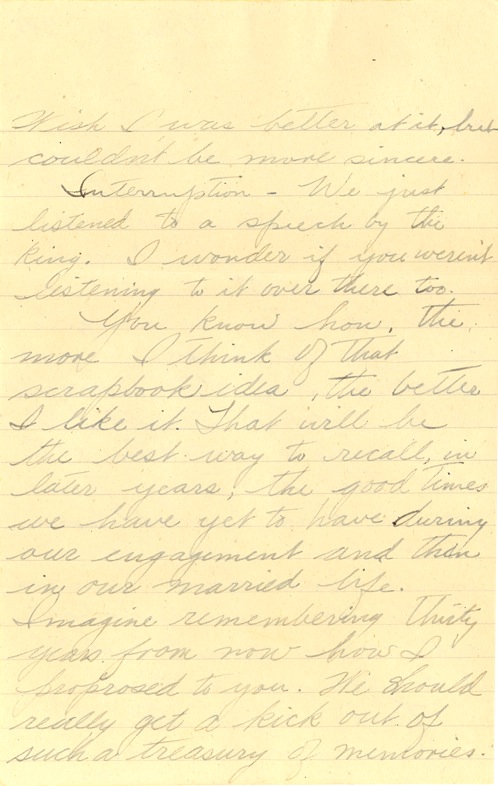 Wish I was better at it, but
couldn't be more sincere.
Interruption - We just
listened to a speech by the
king. I wonder if you weren't
listening to it over there too.
You know hon, the
more I think of that
scrapbook idea, the better
I like it. That will be
the best way to recall, in
later years, the good times
we have yet to have during
our engagement and then
in our married life.
Imagine remembering thirty
years from now how I
proprosed to you. We should
really get a kick out of
such a treasury of memories.